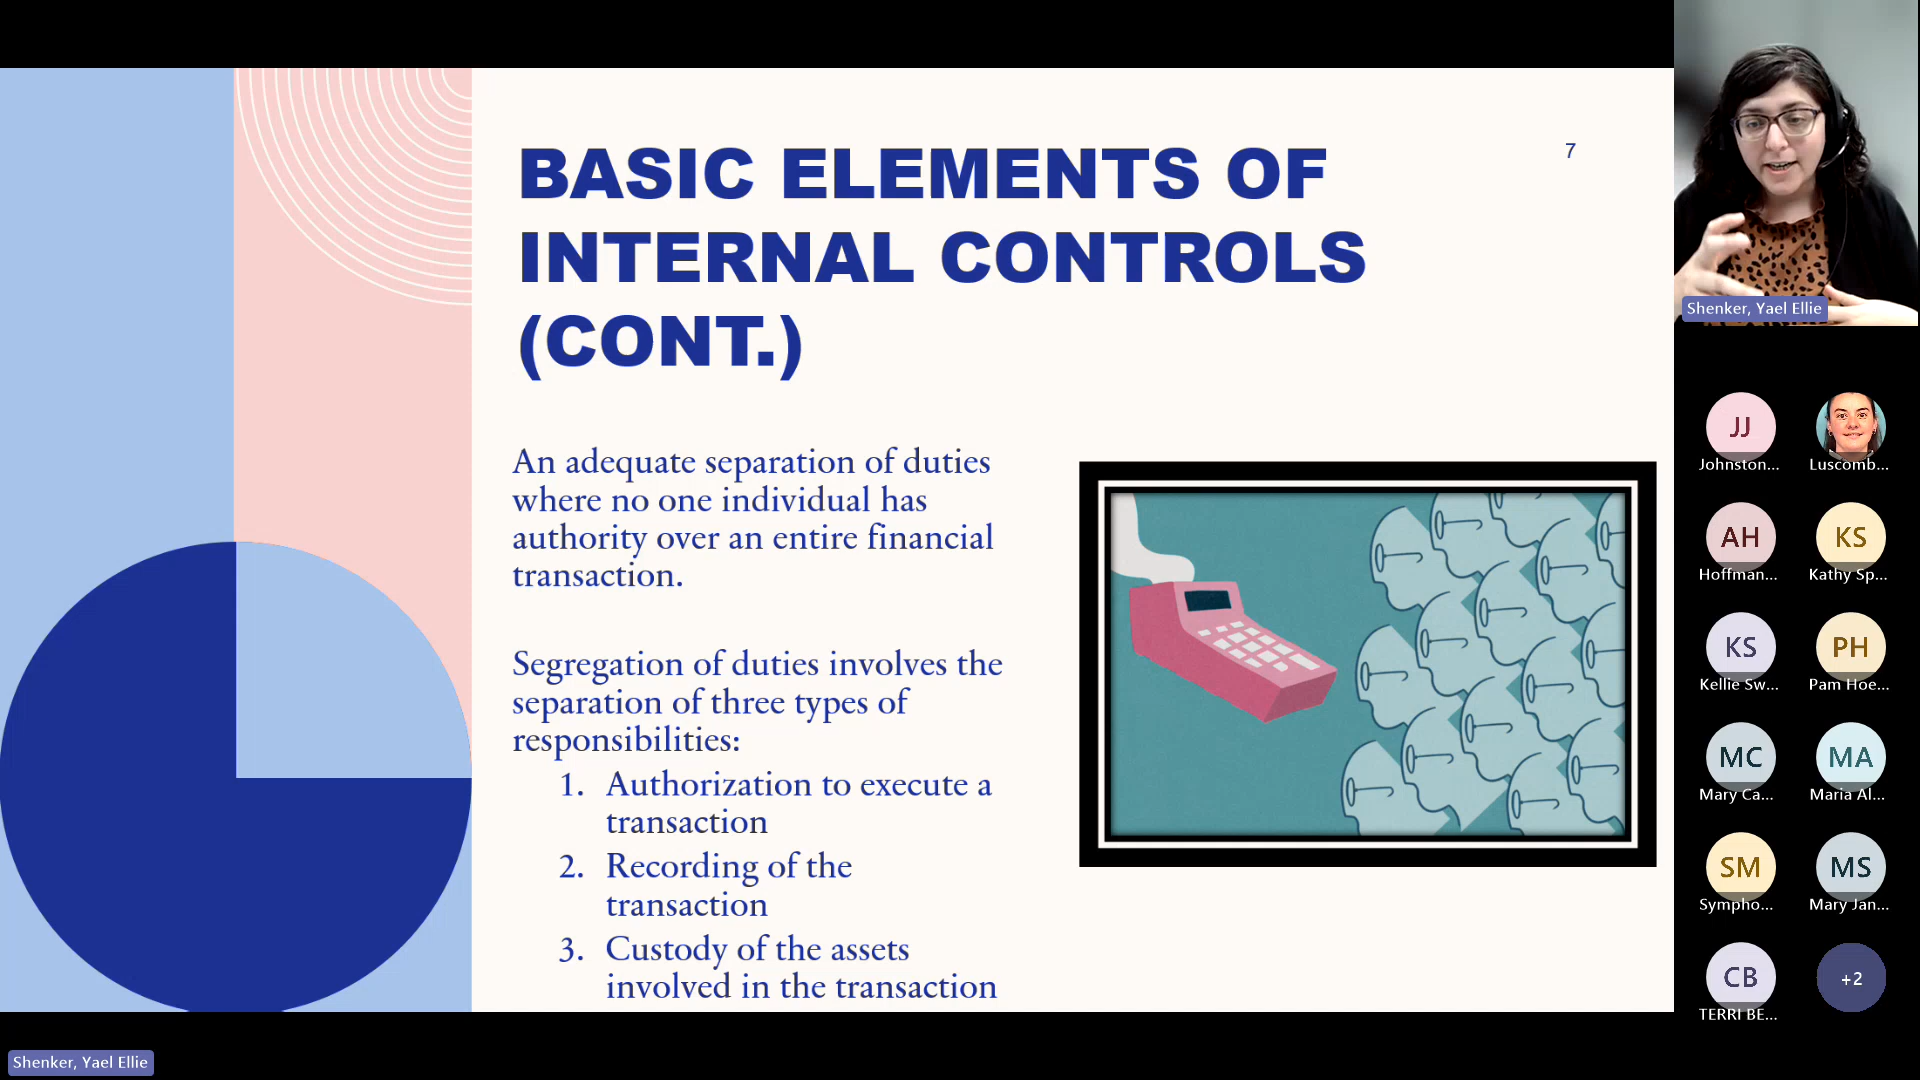 BASIC ELEMENTS OF
INTERNAL CONTROLS
(CONT.)
7
An adequate separation of duties
where no one individual has
authority over an entire financial
transaction.
Segregation of duties involves the
separation of three types of
responsibilities:
1. Authorization to execute a
transaction
2. Recording of the
transaction
3. Custody of the assets
involved in the transaction
Shenker, Yael Ellie
JJ
Johnston...
Luscomb...
AH
Hoffman...
KS
Kathy Sp...
KS
Kellie Sw...
PH
Pam Hoe...
MC
Mary Ca...
MA
Maria Al...
SM
Sympho...
MS
Mary Jan...
CB
TERRI BE...
+2
Shenker, Yael Ellie